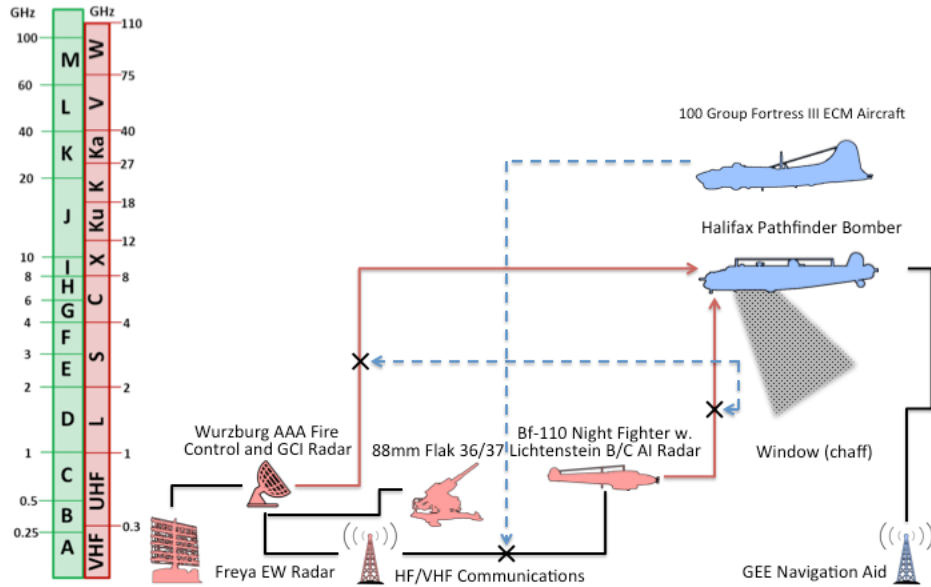 GHz
GHz
100
60
40
20
10
8
6
4
3
2
1
0.5
0.25
M
L
K
J
I
H
G
F
E
D
C
B
A
W
V
Ka
K
Ku
X
C
S
L
UHF
VHF
110
75
40
27
18
12
8
4
2
1
0.3
100 Group Fortress III ECM Aircraft
Halifax Pathfinder Bomber
Wurzburg AAA Fire
Control and GCI Radar
88mm Flak 36/37
Bf-110 Night Fighter w.
Lichtenstein B/C AI Radar
Window (chaff)
Freya EW Radar
HF/VHF Communications
GEE Navigation Aid